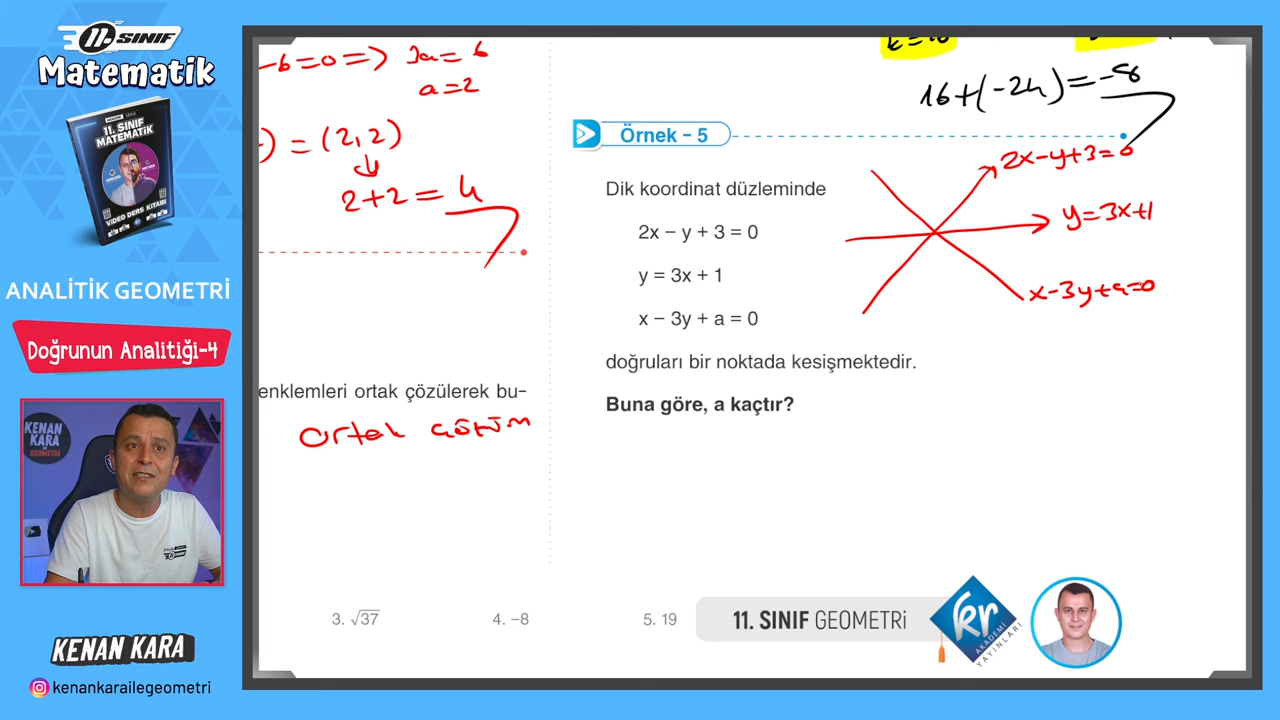 11. SINIF
Matematik
11. SINIF
MATEMATİK
VİDEO DERS KİTABI
ANALİTİK GEOMETRİ
Doğrunun Analitiği-4
KENAN
KARA
GEOMETRİ
KENAN KARA
kenankarailegeometri
-6=0=> 3a=6
a=2
) = (2,2)
2+2=4
enklemleri ortak çözülerek bu-
ortak çözüm
3. √37
4. −8
5. 19
16+(-24)=-8
Örnek - 5
Dik koordinat düzleminde
2x − y + 3 = 0
y = 3x + 1
x − 3y + a = 0
doğruları bir noktada kesişmektedir.
Buna göre, a kaçtır?
2x-y+3=0
y=3x+1
x-3y+a=0
11. SINIF GEOMETRİ
kr
AKADEMİ
YAYINLARI